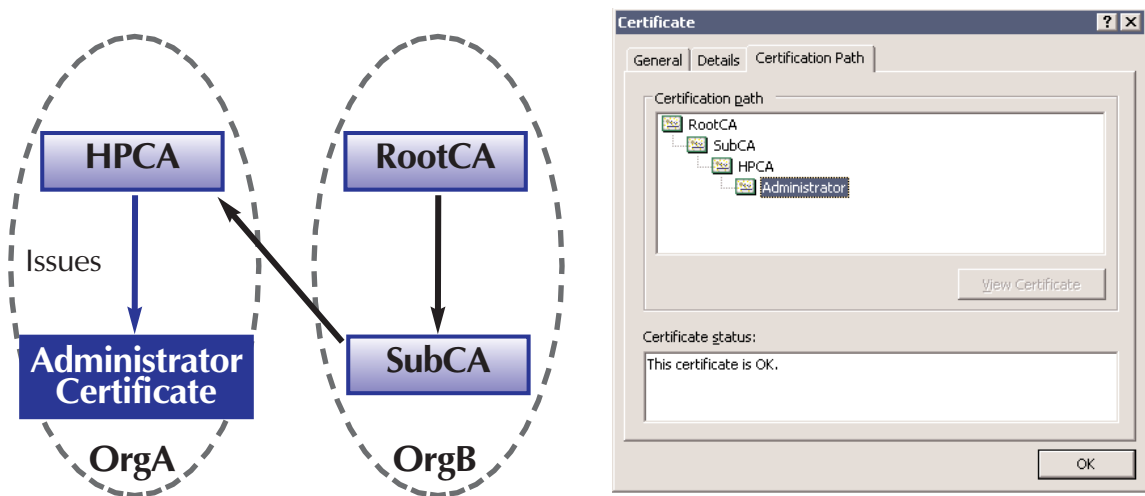 HPCA
Issues
Administrator
Certificate
OrgA
RootCA
SubCA
OrgB
Certificate
General
Details
Certification Path
Certification path
RootCA
SubCA
HPCA
Administrator
View Certificate
Certificate status:
This certificate is OK.
OK